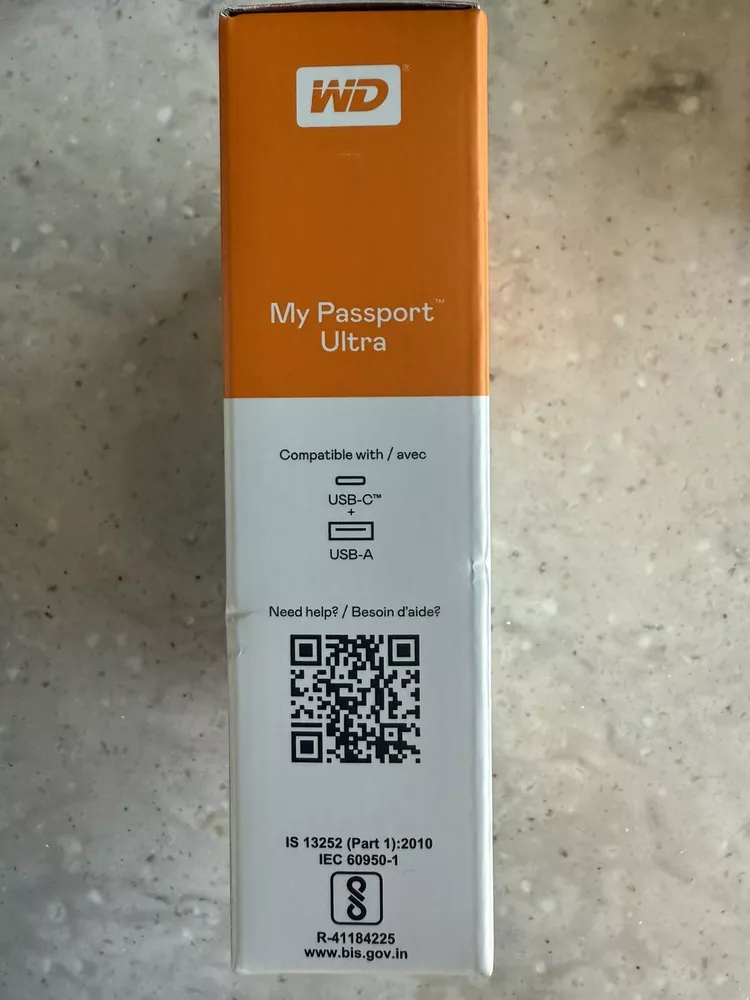 WD®
My Passport™
Ultra
Compatible with / avec
USB-C™
+
USB-A
Need help? / Besoin d'aide?
IS 13252 (Part 1):2010
IEC 60950-1
R-41184225
www.bis.gov.in